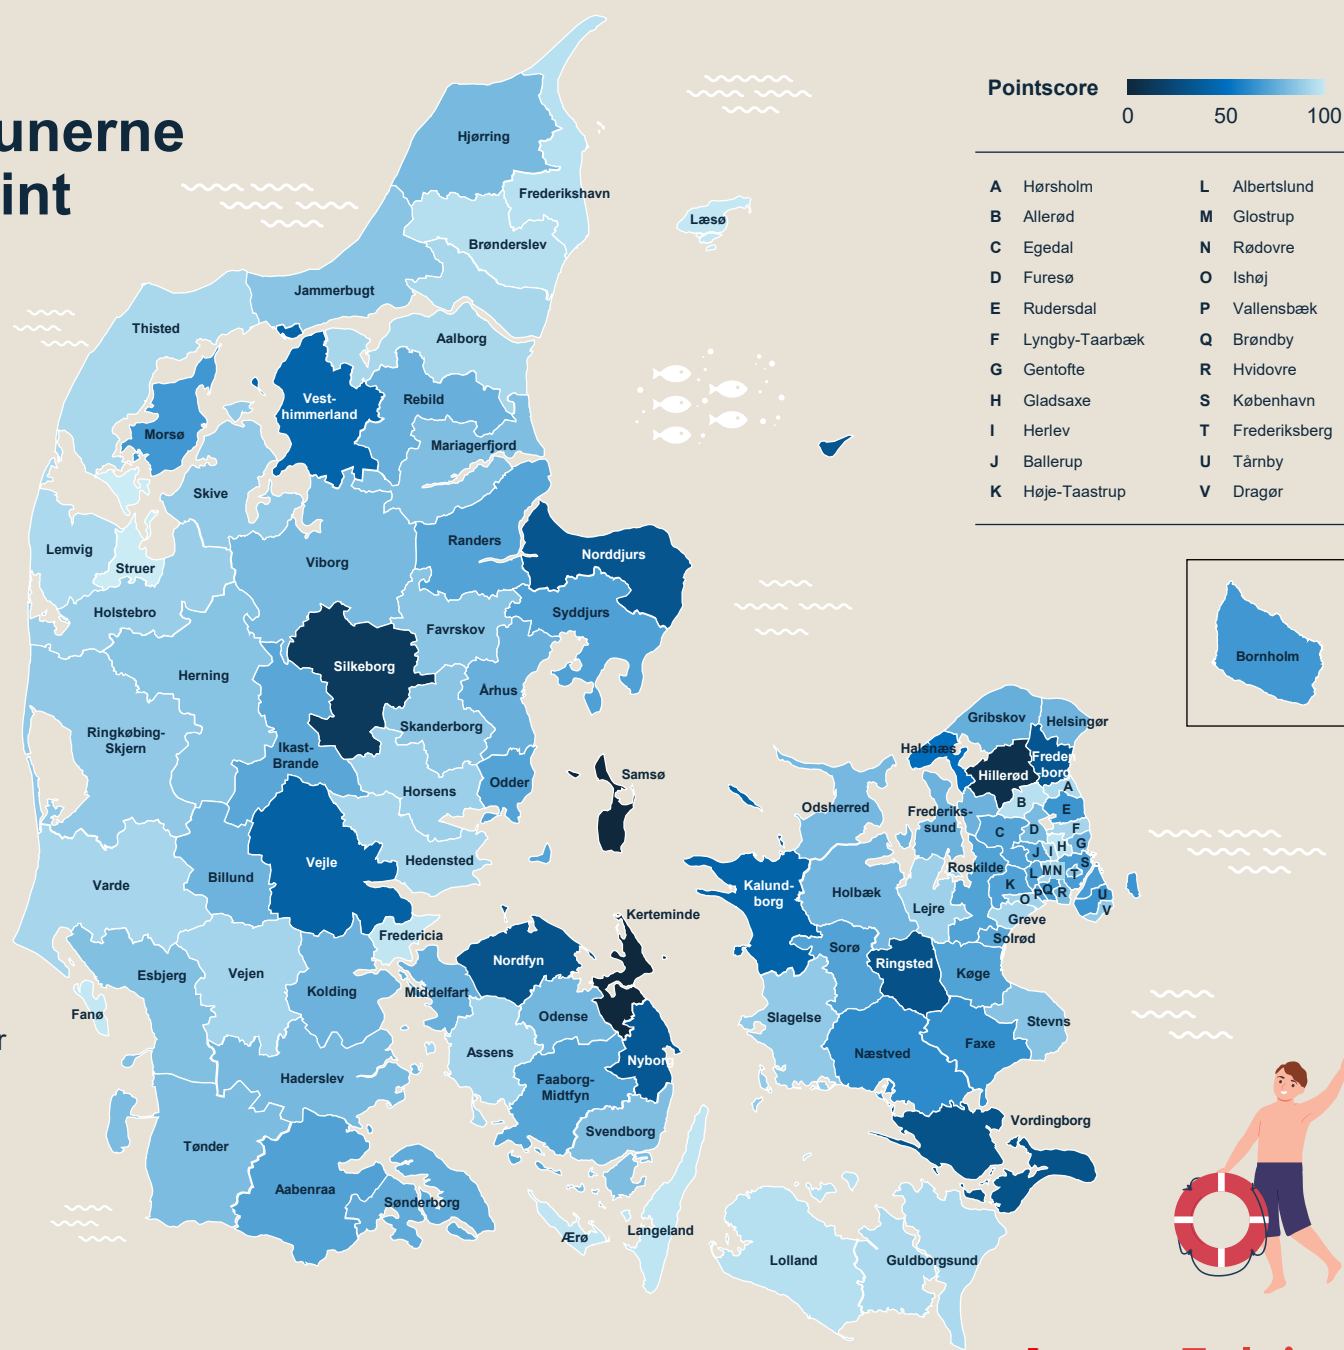 unerne
int
Pointscore
0 50 100
A Hørsholm
B Allerød
C Egedal
D Furesø
E Rudersdal
F Lyngby-Taarbæk
G Gentofte
H Gladsaxe
I Herlev
J Ballerup
K Høje-Taastrup
L Albertslund
M Glostrup
N Rødovre
O Ishøj
P Vallensbæk
Q Brøndby
R Hvidovre
S København
T Frederiksberg
U Tårnby
V Dragør
Hjørring
Frederikshavn
Læsø
Brønderslev
Jammerbugt
Thisted
Aalborg
Vest-
himmerland
Rebild
Morsø
Mariagerfjord
Skive
Lemvig
Struer
Viborg
Randers
Norddjurs
Holstebro
Favrskov
Syddjurs
Silkeborg
Herning
Århus
Ringkøbing-
Skjern
Ikast-
Brande
Skanderborg
Horsens
Odder
Samsø
Vejle
Hedensted
Varde
Billund
Fredericia
Esbjerg
Vejen
Kolding
Middelfart
Fanø
Haderslev
Tønder
Aabenraa
Sønderborg
Nordfyn
Kerteminde
Odense
Assens
Nyborg
Faaborg-
Midtfyn
Svendborg
Ærø
Langeland
Bornholm
Gribskov
Helsingør
Halsnæs
Hillerød
Freden
borg
A
B
E
Odsherred
Frederiks-
sund
C
D
F
G
H
I
J
S
Roskilde
L
M
N
T
K
Q
P
R
O
U
V
Kalund-
borg
Holbæk
Lejre
Greve
Solrød
Sorø
Ringsted
Køge
Slagelse
Stevns
Næstved
Faxe
Vordingborg
Lolland
Guldborgsund
r